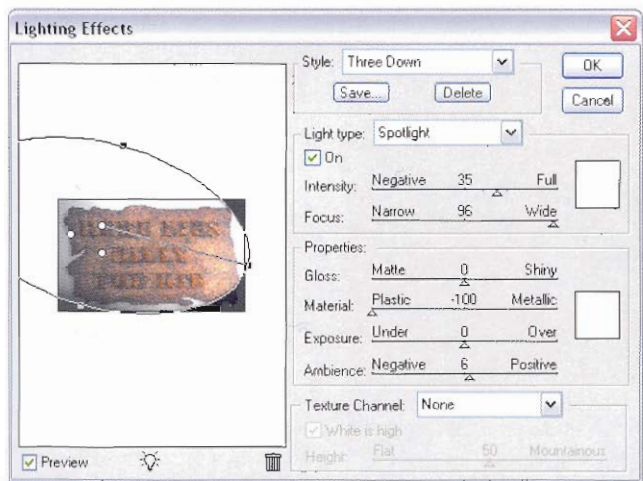 Lighting Effects
Style: Three Down
OK
Save... Delete
Cancel
Light type: Spotlight
On
Intensity: Negative 35 Full
Focus: Narrow 96 Wide
Properties:
Gloss: Matte 0 Shiny
Material: Plastic -100 Metallic
Exposure: Under 0 Over
Ambience: Negative 6 Positive
Texture Channel: None
White is high
Height: Flat 50 Mountainous
Preview